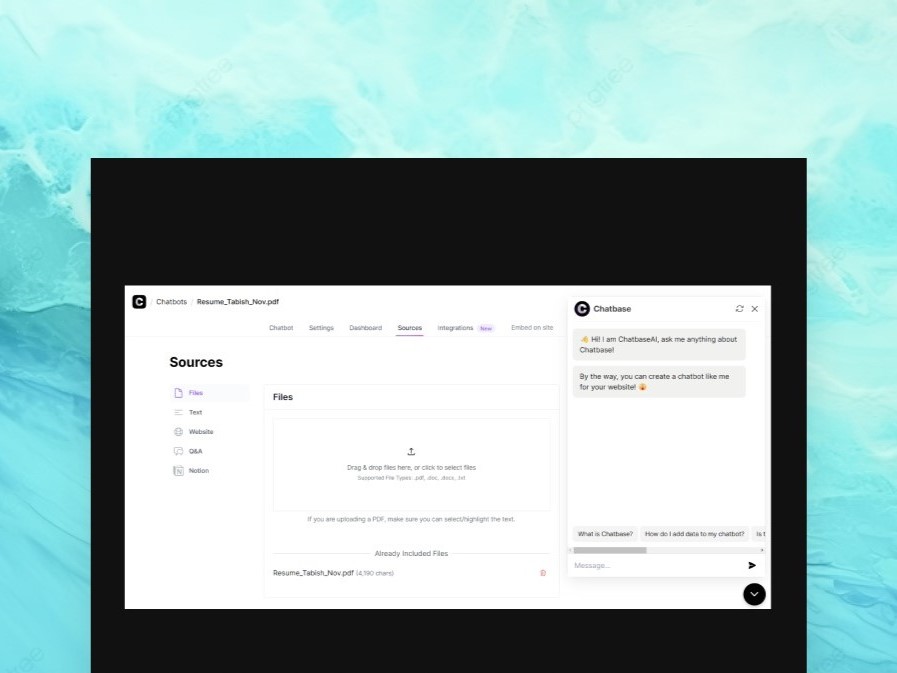 Chatbots / Resume_Tabish_Nov.pdf
Chatbot Settings Dashboard Sources Integrations New Embed on site
Sources
Files
Text
Website
Q&A
Notion
Files
Drag & drop files here, or click to select files
Supported File Types: .pdf, .doc, .docx, .txt
If you are uploading a PDF, make sure you can select/highlight the text.
Already Included Files
Resume_Tabish_Nov.pdf (4,190 chars)
Chatbase
👋 Hi! I am ChatbaseAI, ask me anything about
Chatbase!
By the way, you can create a chatbot like me
for your website! 🤯
What is Chatbase? How do I add data to my chatbot? Is t
Message...
pngtree
pngtree